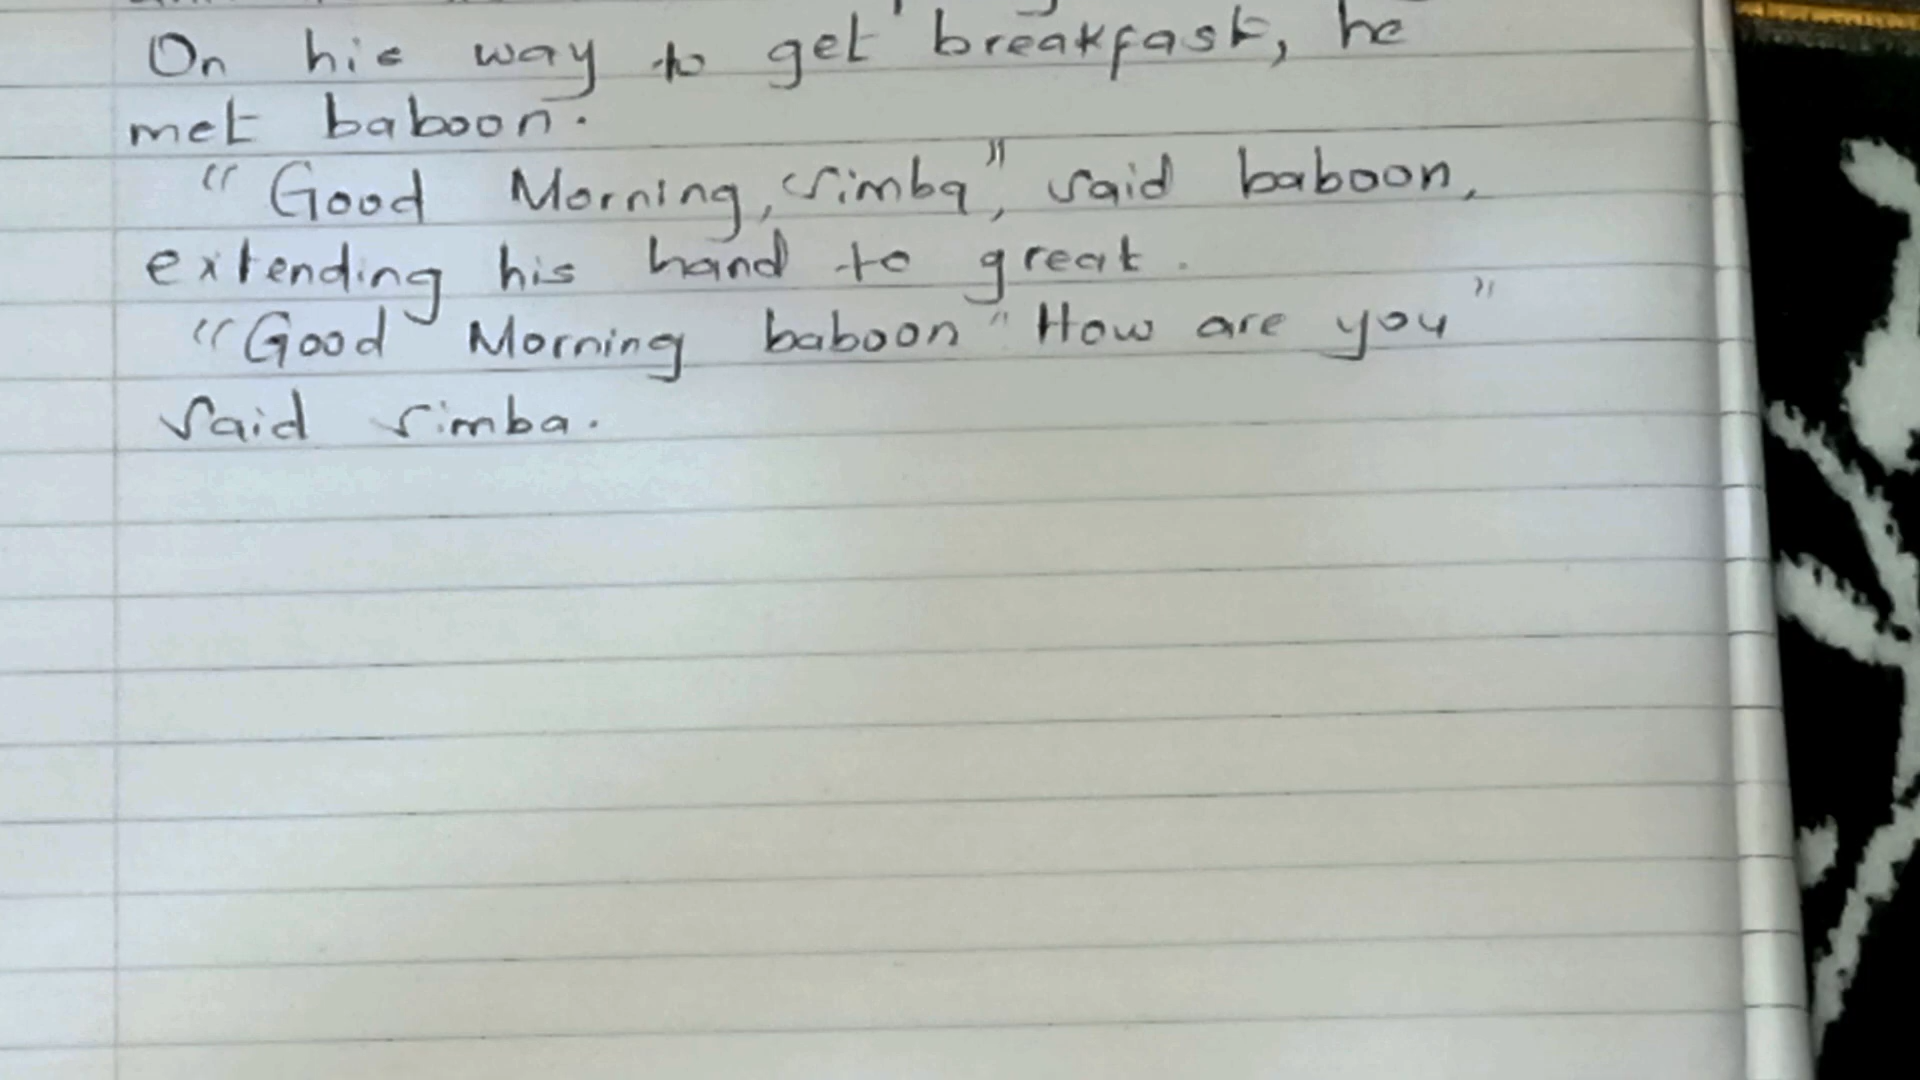 On his way to get breakfast, he
met baboon.
"Good Morning, simba", said baboon,
extending his hand to great.
"Good Morning baboon" How are you"
said simba.